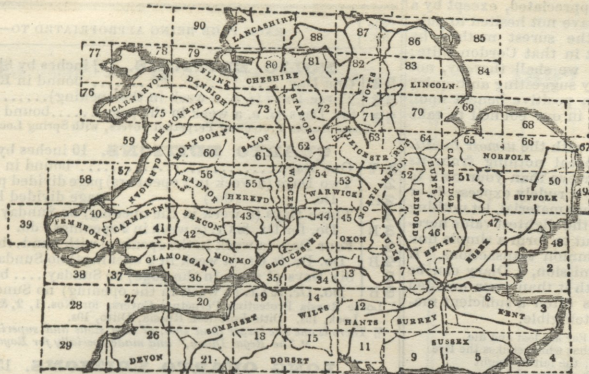 90 LANCASHIRE 88 87 86 85
77 78 79 FLINT 80 81 82 83 84
CARNARVON DENBIGH CHESHIRE NOTTS LINCOLN
76 75 MERIONETH 73 STAFFORD 72 71 70 69 68
59 MONTGOMY SALOP 63 LEICESTR 64 65 66 67
60 61 62 NORFOLK
58 57 CARDIGAN 56 RADNOR 55 HEREFD WORCES 54 53 WARWICK NORTHAMPTON 52 HUNTS CAMBRIDGE 51 50 49
SUFFOLK
39 40 PEMBROKE CARMARTN 41 42 BRECON 43 44 45 BEDFORD 46 47 48
38 37 GLAMORGAN MONMO GLOUCESTER OXON BUCKS HERTS ESSEX
36 35 34 13 7 1 2
28 27 20 19 14 WILTS 12 8 6 3
29 26 SOMERSET HANTS SURREY KENT
DEVON 21 18 DORSET 15 11 9 SUSSEX 5 4